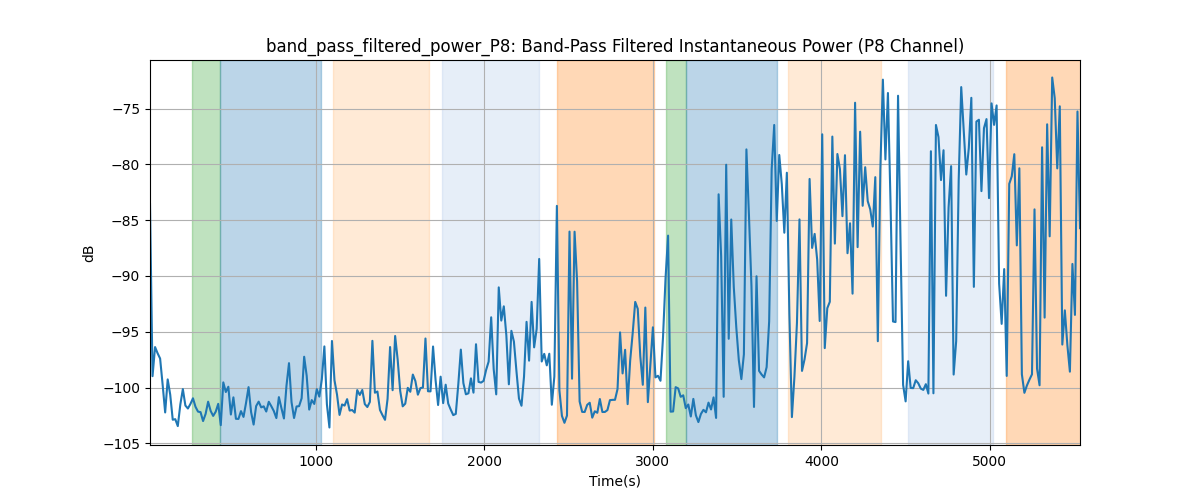 band_pass_filtered_power_P8: Band-Pass Filtered Instantaneous Power (P8 Channel)
dB
−75
−80
−85
−90
−95
−100
−105
1000 2000 3000 4000 5000
Time(s)